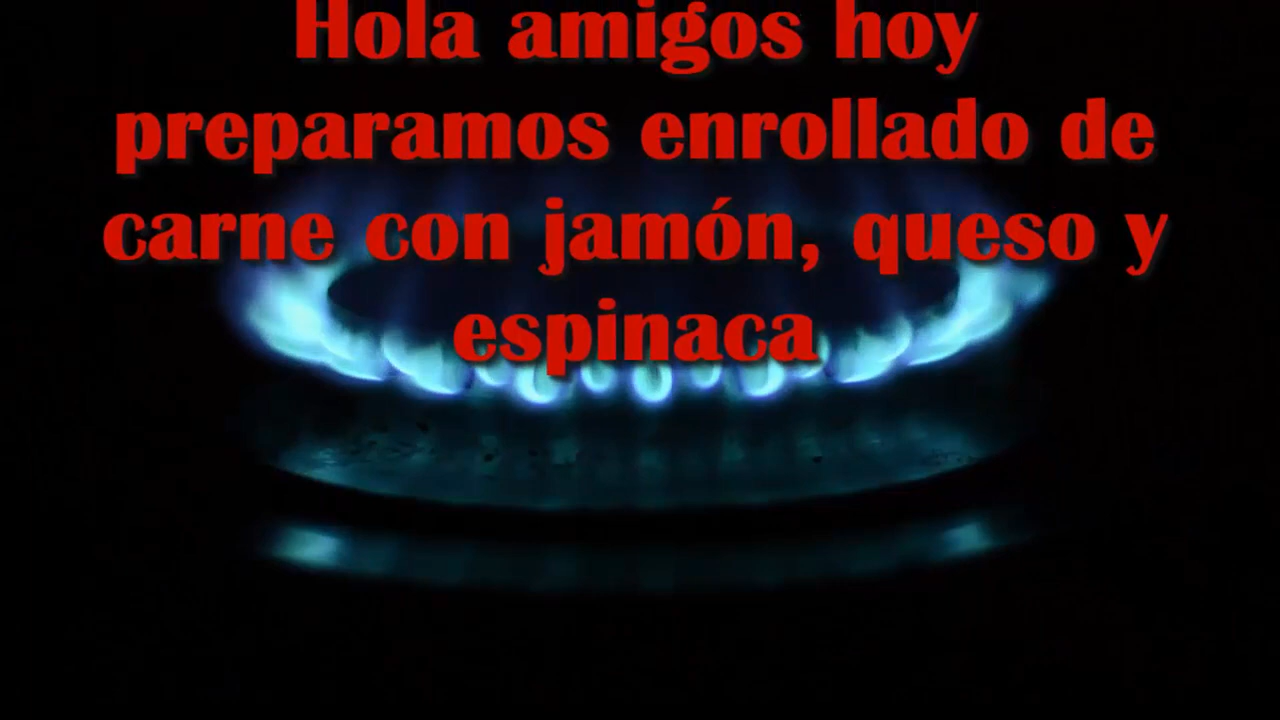 Hola amigos hoy
preparamos enrollado de
carne con jamón, queso y
espinaca